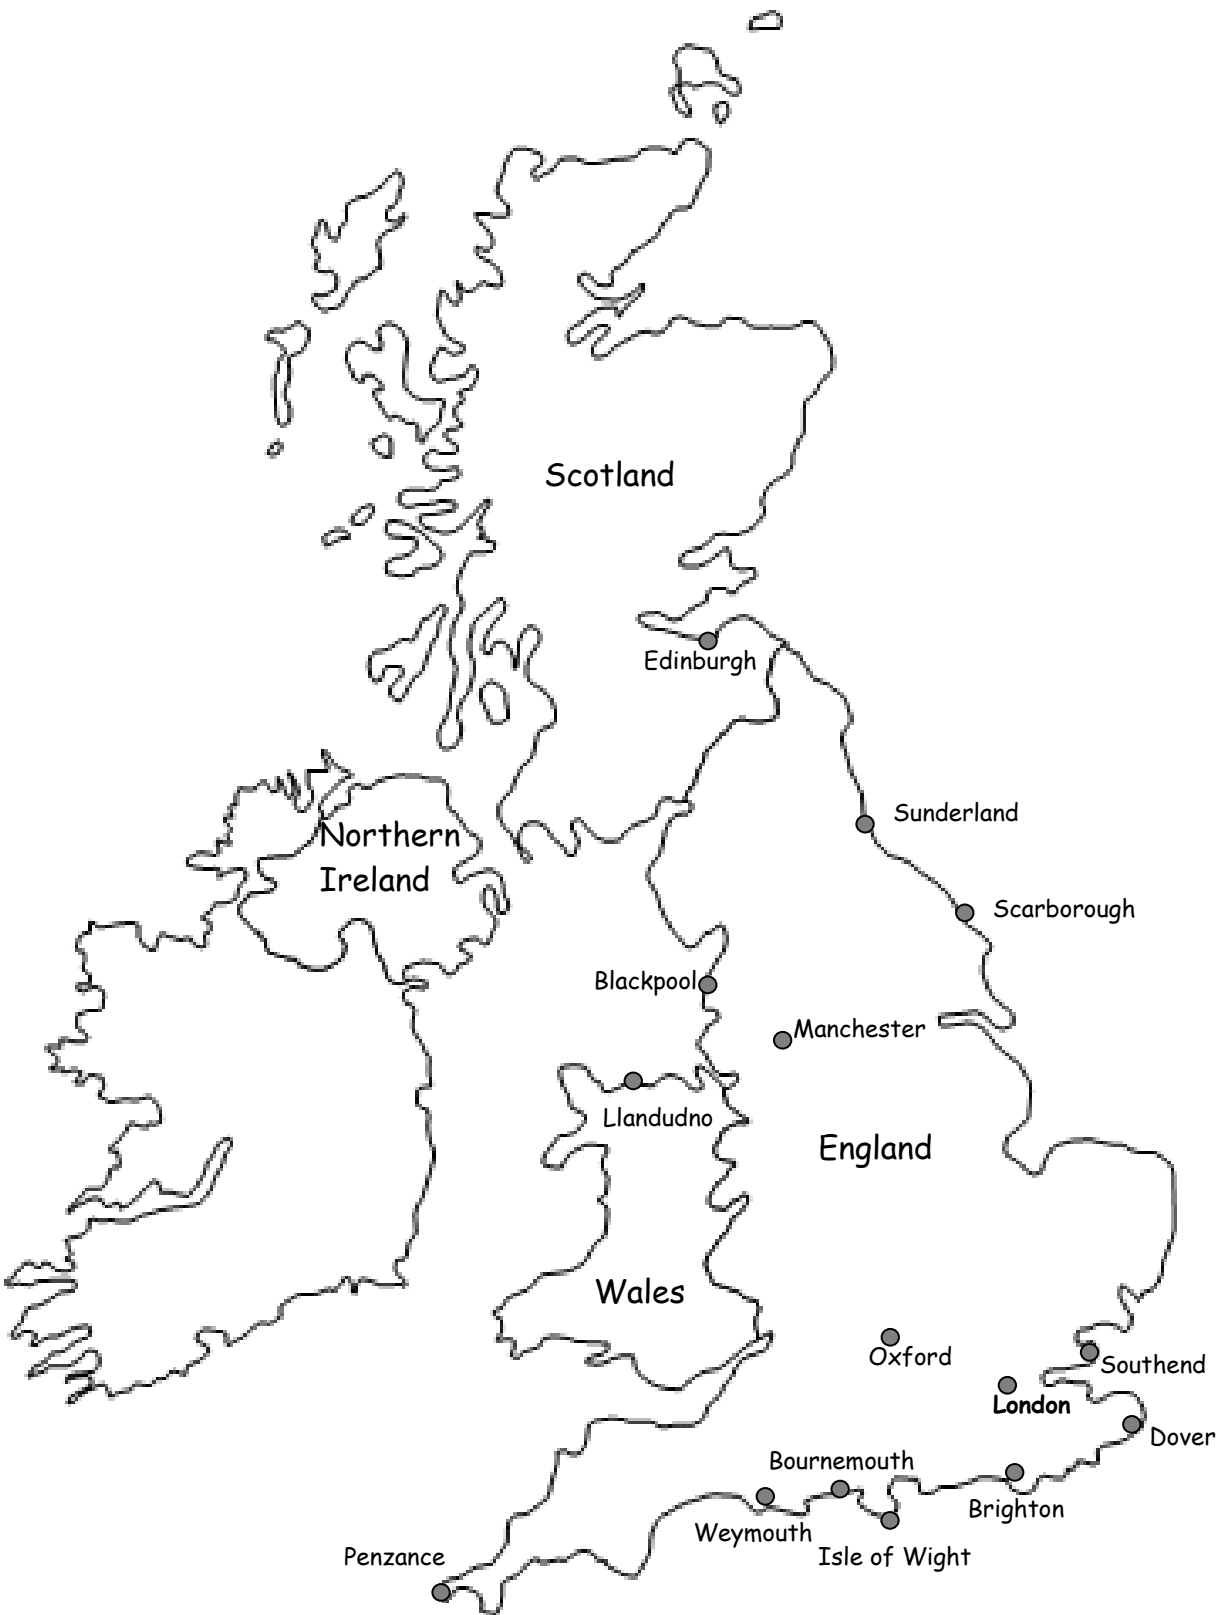 Scotland
Edinburgh
Sunderland
Northern
Ireland
Scarborough
Blackpool
Manchester
Llandudno
England
Wales
Oxford
Southend
London
Dover
Bournemouth
Brighton
Weymouth
Isle of Wight
Penzance